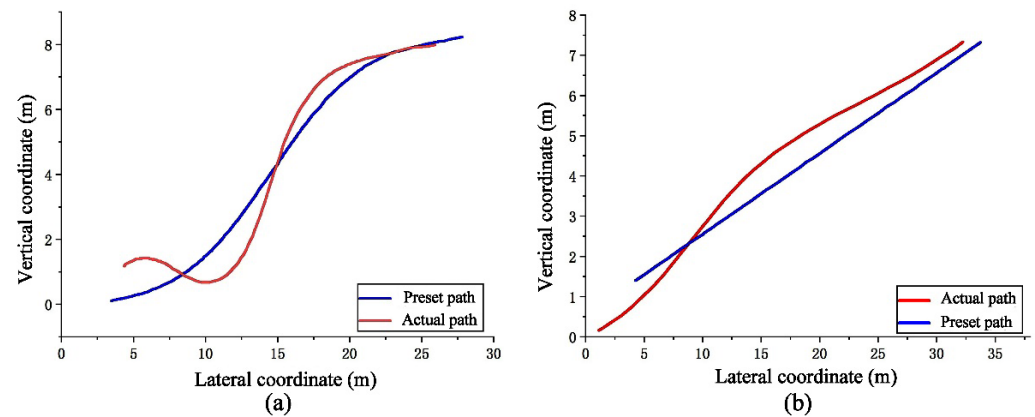 8
6
4
2
0
Vertical coordinate (m)
Preset path
Actual path
0 5 10 15 20 25 30
Lateral coordinate (m)
(a)
8
7
6
5
4
3
2
1
0
Vertical coordinate (m)
Actual path
Preset path
0 5 10 15 20 25 30 35
Lateral coordinate (m)
(b)